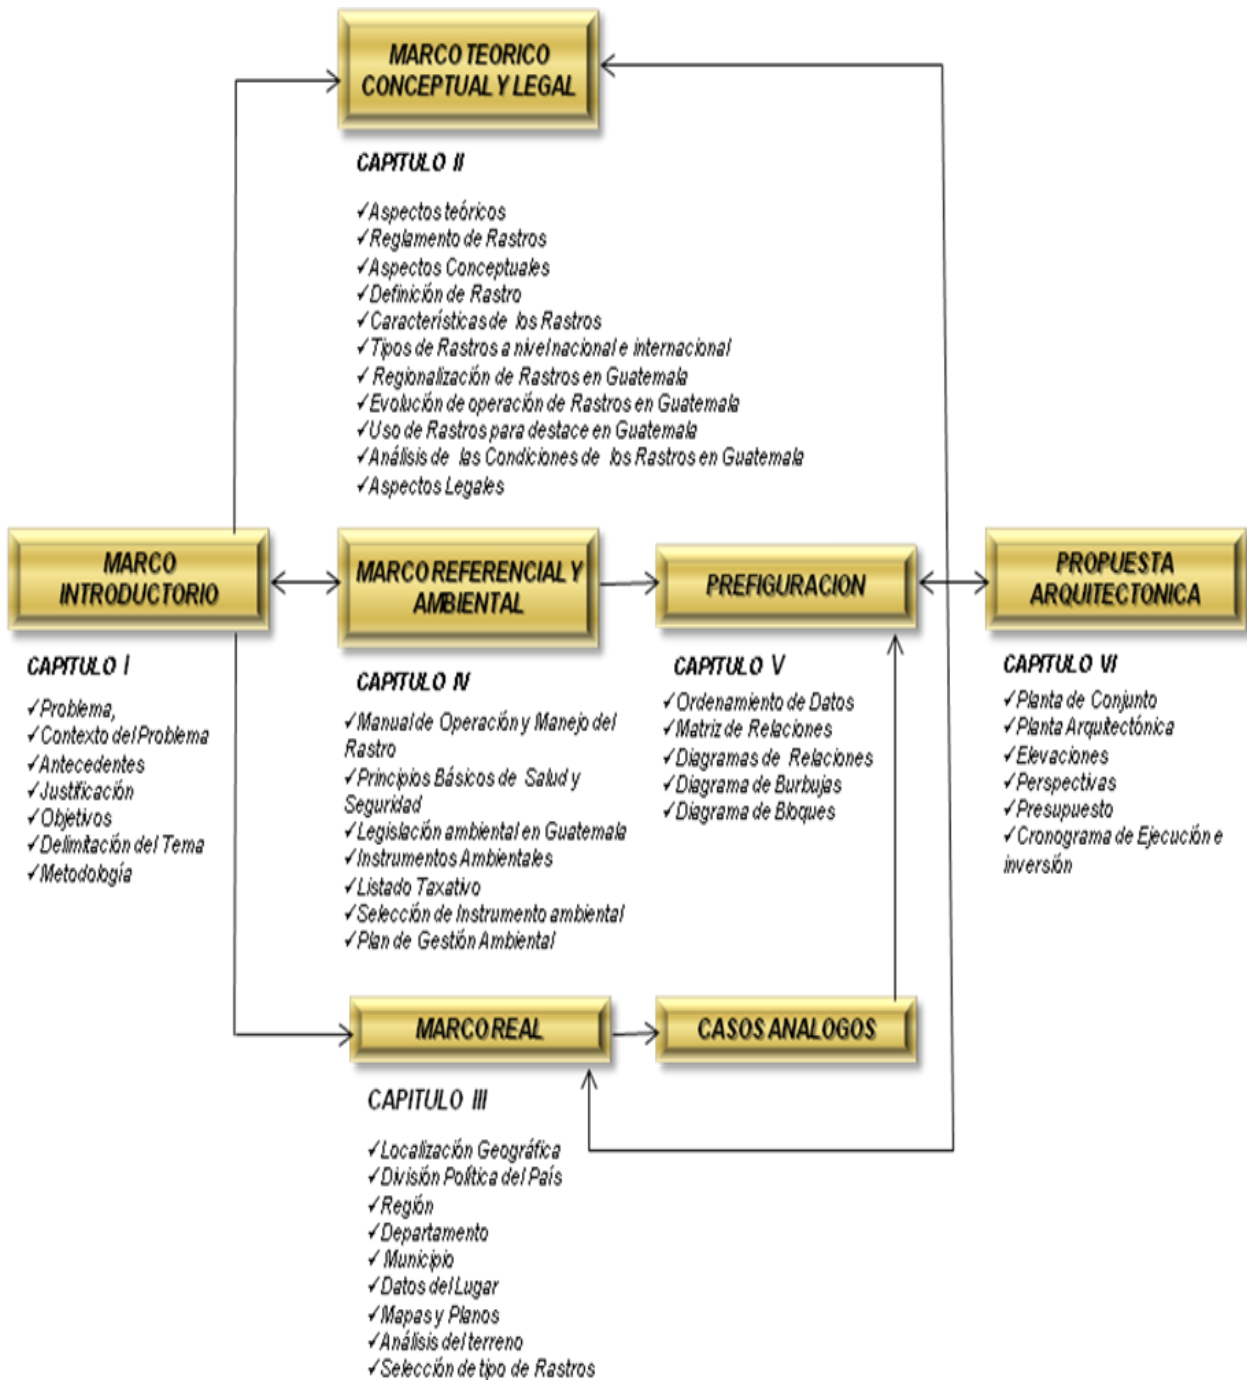 MARCO TEORICO
CONCEPTUAL Y LEGAL
CAPITULO II
✓Aspectos teóricos
✓Reglamento de Rastros
✓Aspectos Conceptuales
✓Definición de Rastro
✓Características de los Rastros
✓Tipos de Rastros a nivel nacional e internacional
✓Regionalización de Rastros en Guatemala
✓Evolución de operación de Rastros en Guatemala
✓Uso de Rastros para destace en Guatemala
✓Análisis de las Condiciones de los Rastros en Guatemala
✓Aspectos Legales
MARCO
INTRODUCTORIO
CAPITULO I
✓Problema,
✓Contexto del Problema
✓Antecedentes
✓Justificación
✓Objetivos
✓Delimitación del Tema
✓Metodología
MARCO REFERENCIAL Y
AMBIENTAL
CAPITULO IV
✓Manual de Operación y Manejo del
Rastro
✓Principios Básicos de Salud y
Seguridad
✓Legislación ambiental en Guatemala
✓Instrumentos Ambientales
✓Listado Taxativo
✓Selección de Instrumento ambiental
✓Plan de Gestión Ambiental
PREFIGURACION
CAPITULO V
✓Ordenamiento de Datos
✓Matriz de Relaciones
✓Diagramas de Relaciones
✓Diagrama de Burbujas
✓Diagrama de Bloques
PROPUESTA
ARQUITECTONICA
CAPITULO VI
✓Planta de Conjunto
✓Planta Arquitectónica
✓Elevaciones
✓Perspectivas
✓Presupuesto
✓Cronograma de Ejecución e
inversión
MARCO REAL
CAPITULO III
✓Localización Geográfica
✓División Política del País
✓Región
✓Departamento
✓Municipio
✓Datos del Lugar
✓Mapas y Planos
✓Análisis del terreno
✓Selección de tipo de Rastros
CASOS ANALOGOS